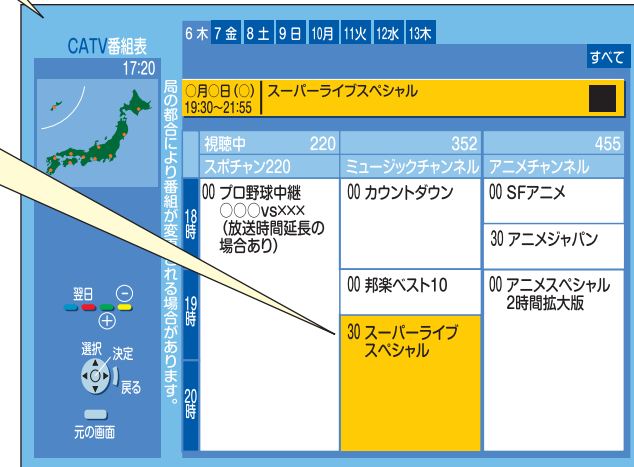 CATV番組表
17:20
6木 7金 8土 9日 10月 11火 12水 13木
すべて
○月○日(○)
19:30~21:55
スーパーライブスペシャル
局の都合により番組が変更される場合があります。
視聴中 220
スポチャン220
352
ミュージックチャンネル
455
アニメチャンネル
18時
00 プロ野球中継
○○○vs×××
(放送時間延長の
場合あり)
00 カウントダウン
00 SFアニメ
30 アニメジャパン
19時
00 邦楽ベスト10
00 アニメスペシャル
2時間拡大版
30 スーパーライブ
スペシャル
20時
翌日
選択
決定
戻る
元の画面